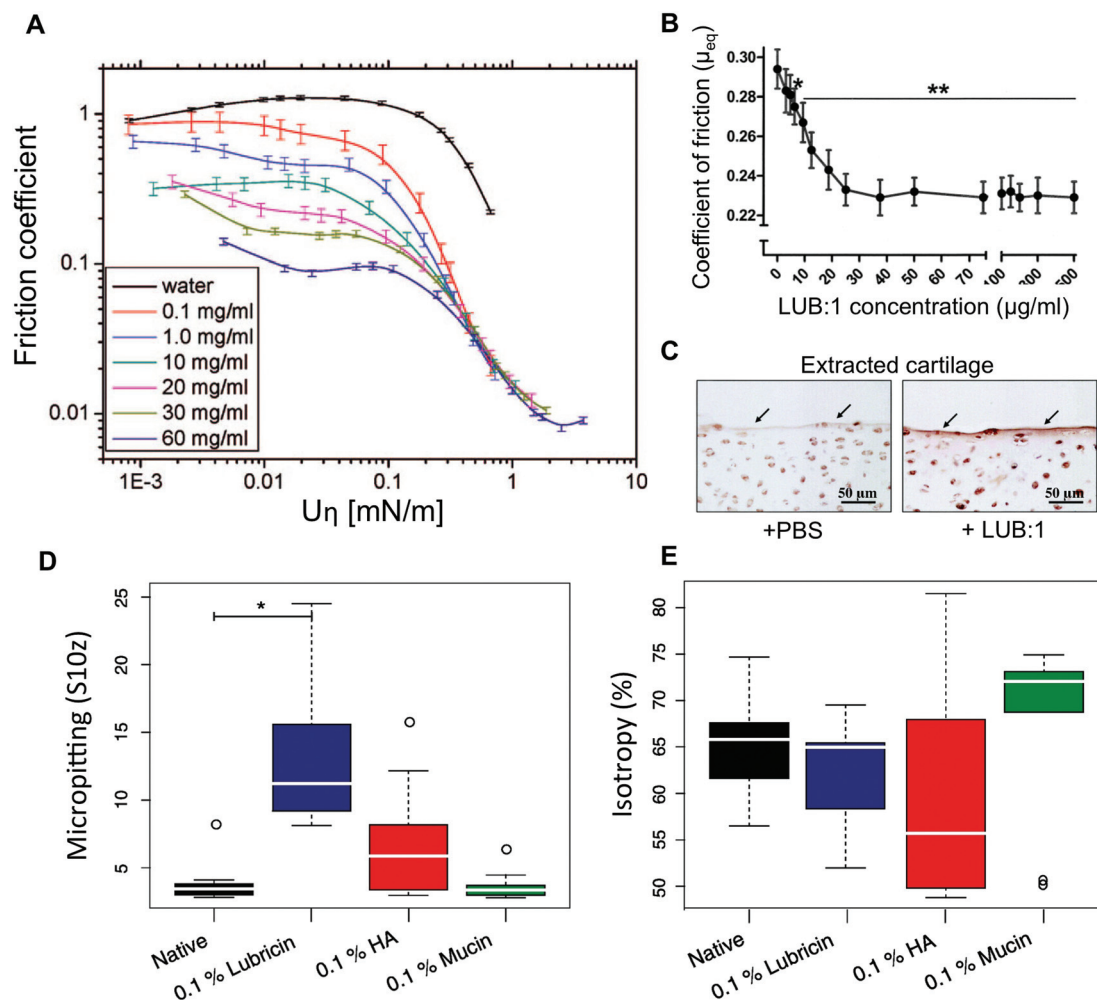 A
Friction coefficient
1
0.1
0.01
water
0.1 mg/ml
1.0 mg/ml
10 mg/ml
20 mg/ml
30 mg/ml
60 mg/ml
1E-3 0.01 0.1 1 10
Uη [mN/m]
B
Coefficient of friction (μeq)
0.30
0.28
0.26
0.24
0.22
*
**
0 10 20 30 40 50 60 70 100 300 500
LUB:1 concentration (μg/ml)
C
Extracted cartilage
50 μm 50 μm
+PBS + LUB:1
D
Micropitting (S10z)
25
20
15
10
5
*
Native 0.1 % Lubricin 0.1 % HA 0.1 % Mucin
E
Isotropy (%)
80
75
70
65
60
55
50
Native 0.1 % Lubricin 0.1 % HA 0.1 % Mucin